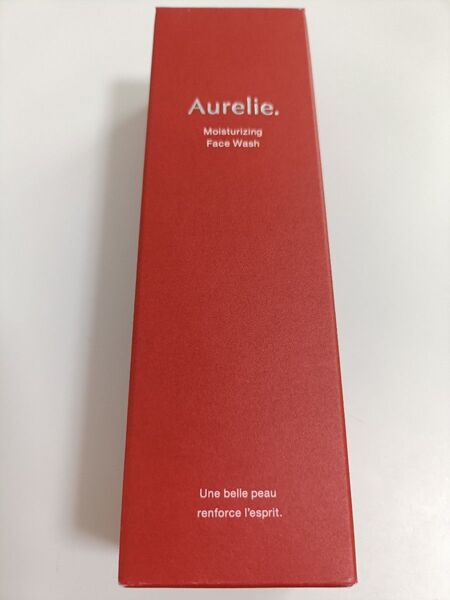 Aurelie.
Moisturizing
Face Wash
Une belle peau
renforce l'esprit.